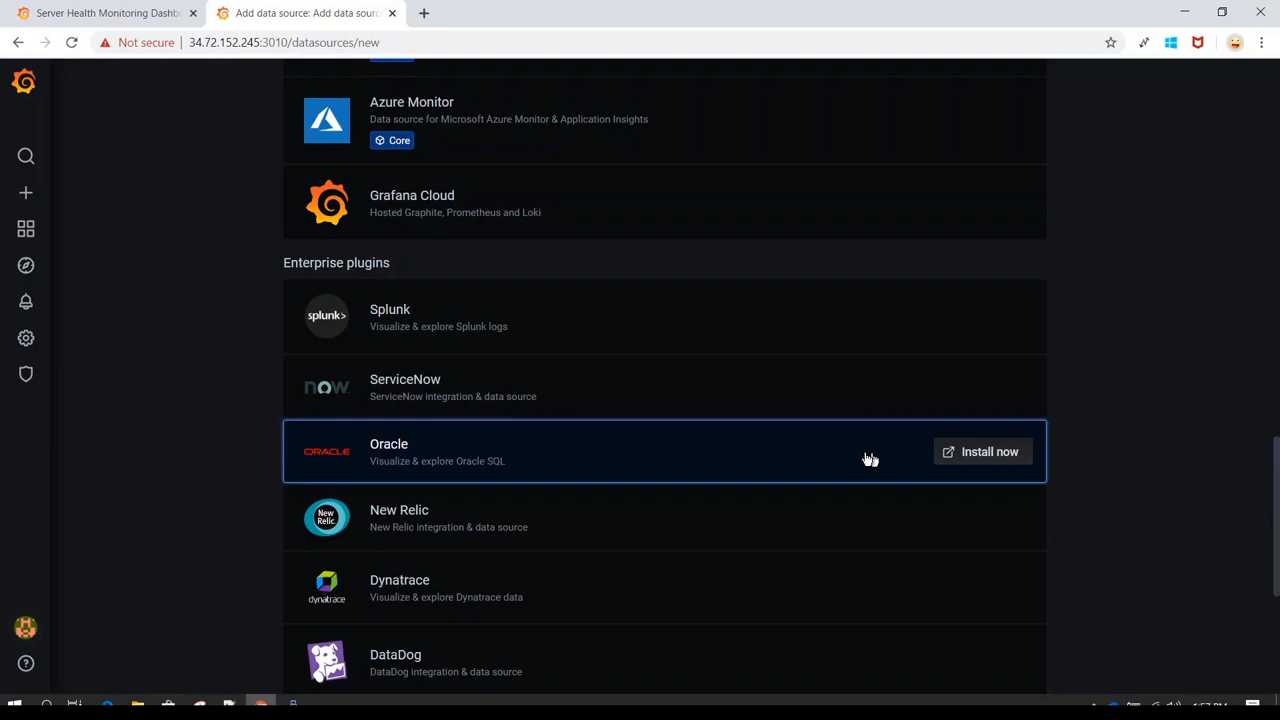 Server Health Monitoring Dashb
Add data source: Add data sourc
Not secure
34.72.152.245:3010/datasources/new
Azure Monitor
Data source for Microsoft Azure Monitor & Application Insights
Core
Grafana Cloud
Hosted Graphite, Prometheus and Loki
Enterprise plugins
splunk>
Splunk
Visualize & explore Splunk logs
now.
ServiceNow
ServiceNow integration & data source
ORACLE
Oracle
Visualize & explore Oracle SQL
Install now
New Relic.
New Relic
New Relic integration & data source
dynatrace
Dynatrace
Visualize & explore Dynatrace data
DataDog
DataDog integration & data source